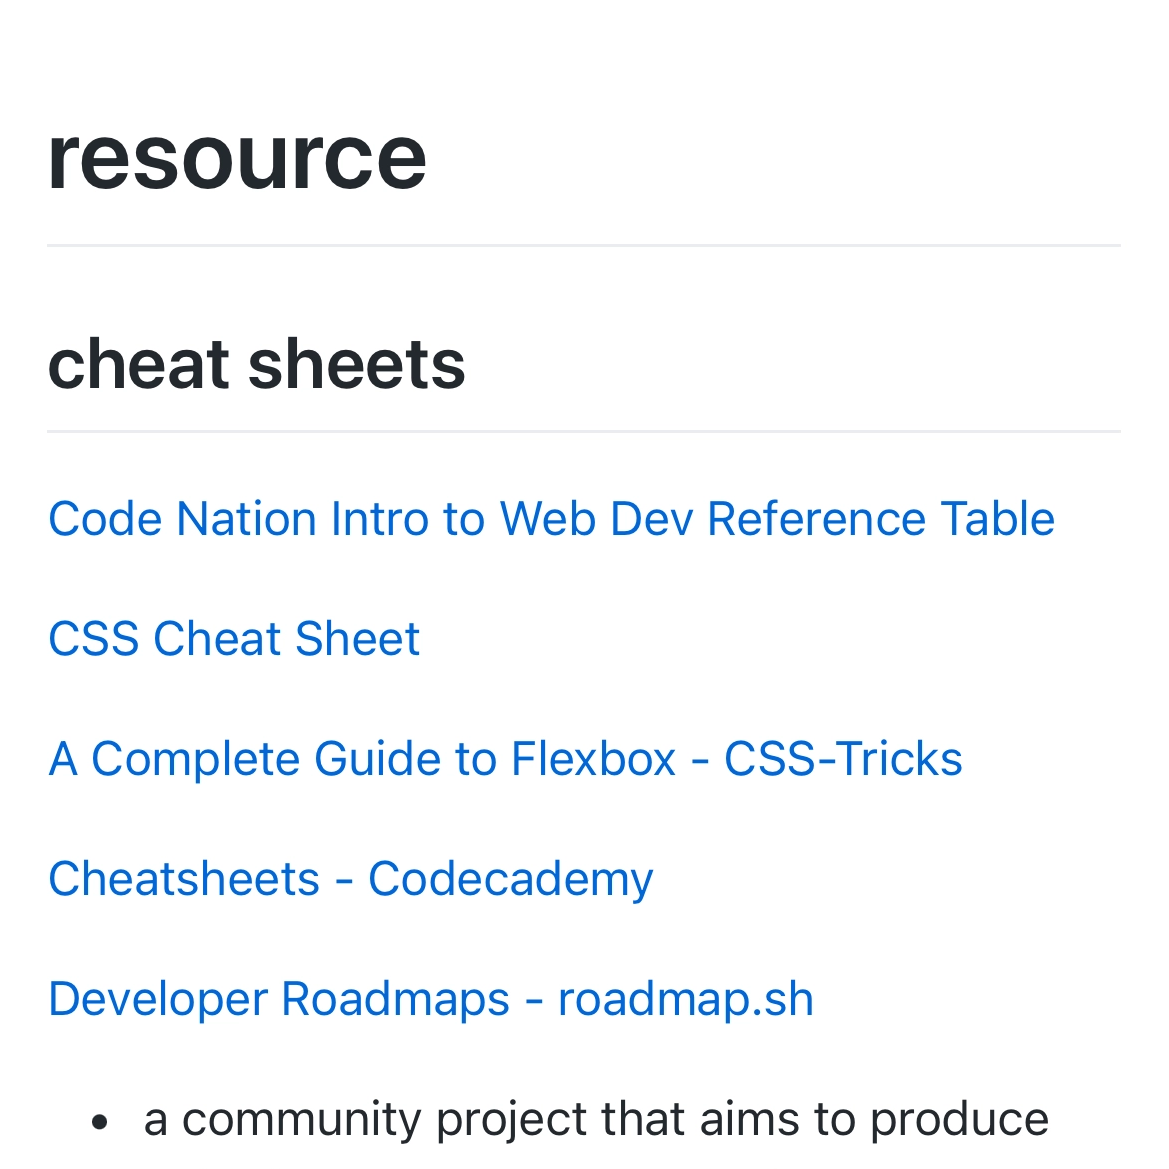 resource
cheat sheets
Code Nation Intro to Web Dev Reference Table
CSS Cheat Sheet
A Complete Guide to Flexbox - CSS-Tricks
Cheatsheets - Codecademy
Developer Roadmaps - roadmap.sh
• a community project that aims to produce